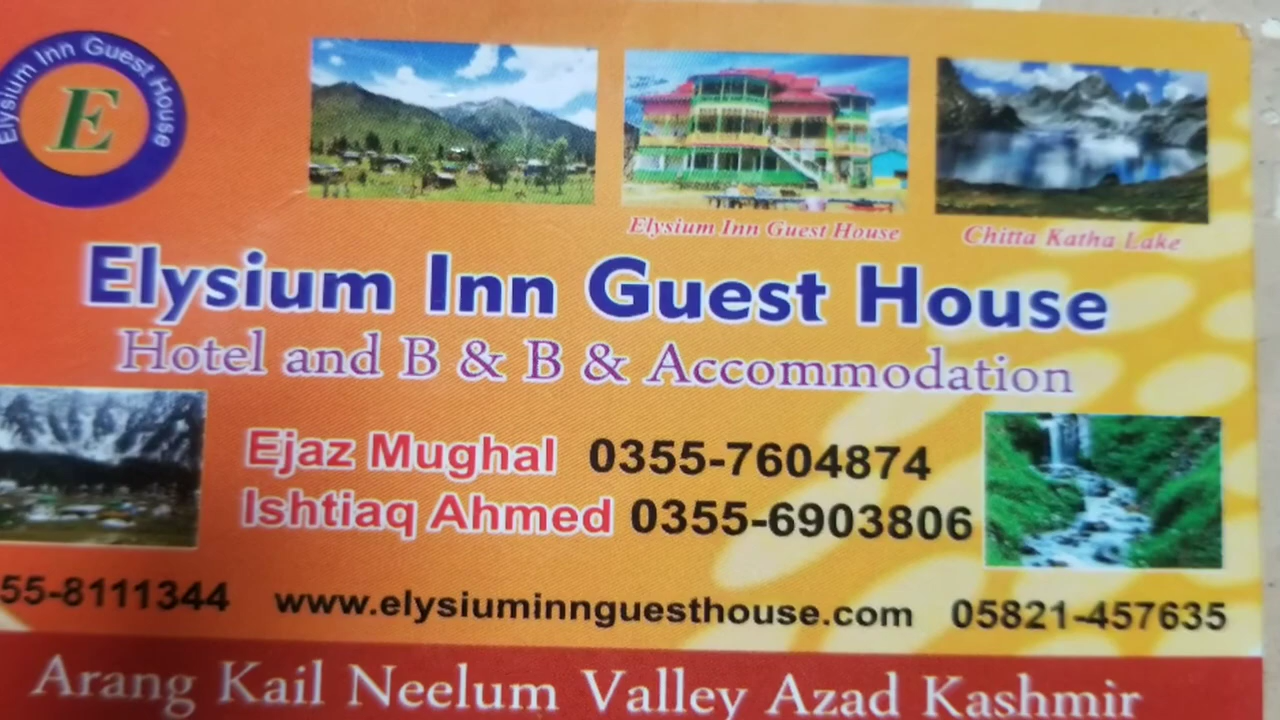 Elysium Inn Guest House
E
Elysium Inn Guest House
Chitta Katha Lake
Elysium Inn Guest House
Hotel and B & B & Accommodation
Ejaz Mughal 0355-7604874
Ishtiaq Ahmed 0355-6903806
55-8111344 www.elysiuminnguesthouse.com 05821-457635
Arang Kail Neelum Valley Azad Kashmir